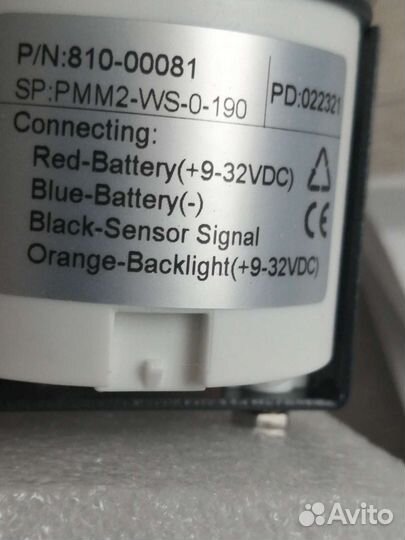 P/N:810-00081
SP:PMM2-WS-0-190
PD:022321
Connecting:
Red-Battery(+9-32VDC)
Blue-Battery(-)
Black-Sensor Signal
Orange-Backlight(+9-32VDC)
CE
Avito